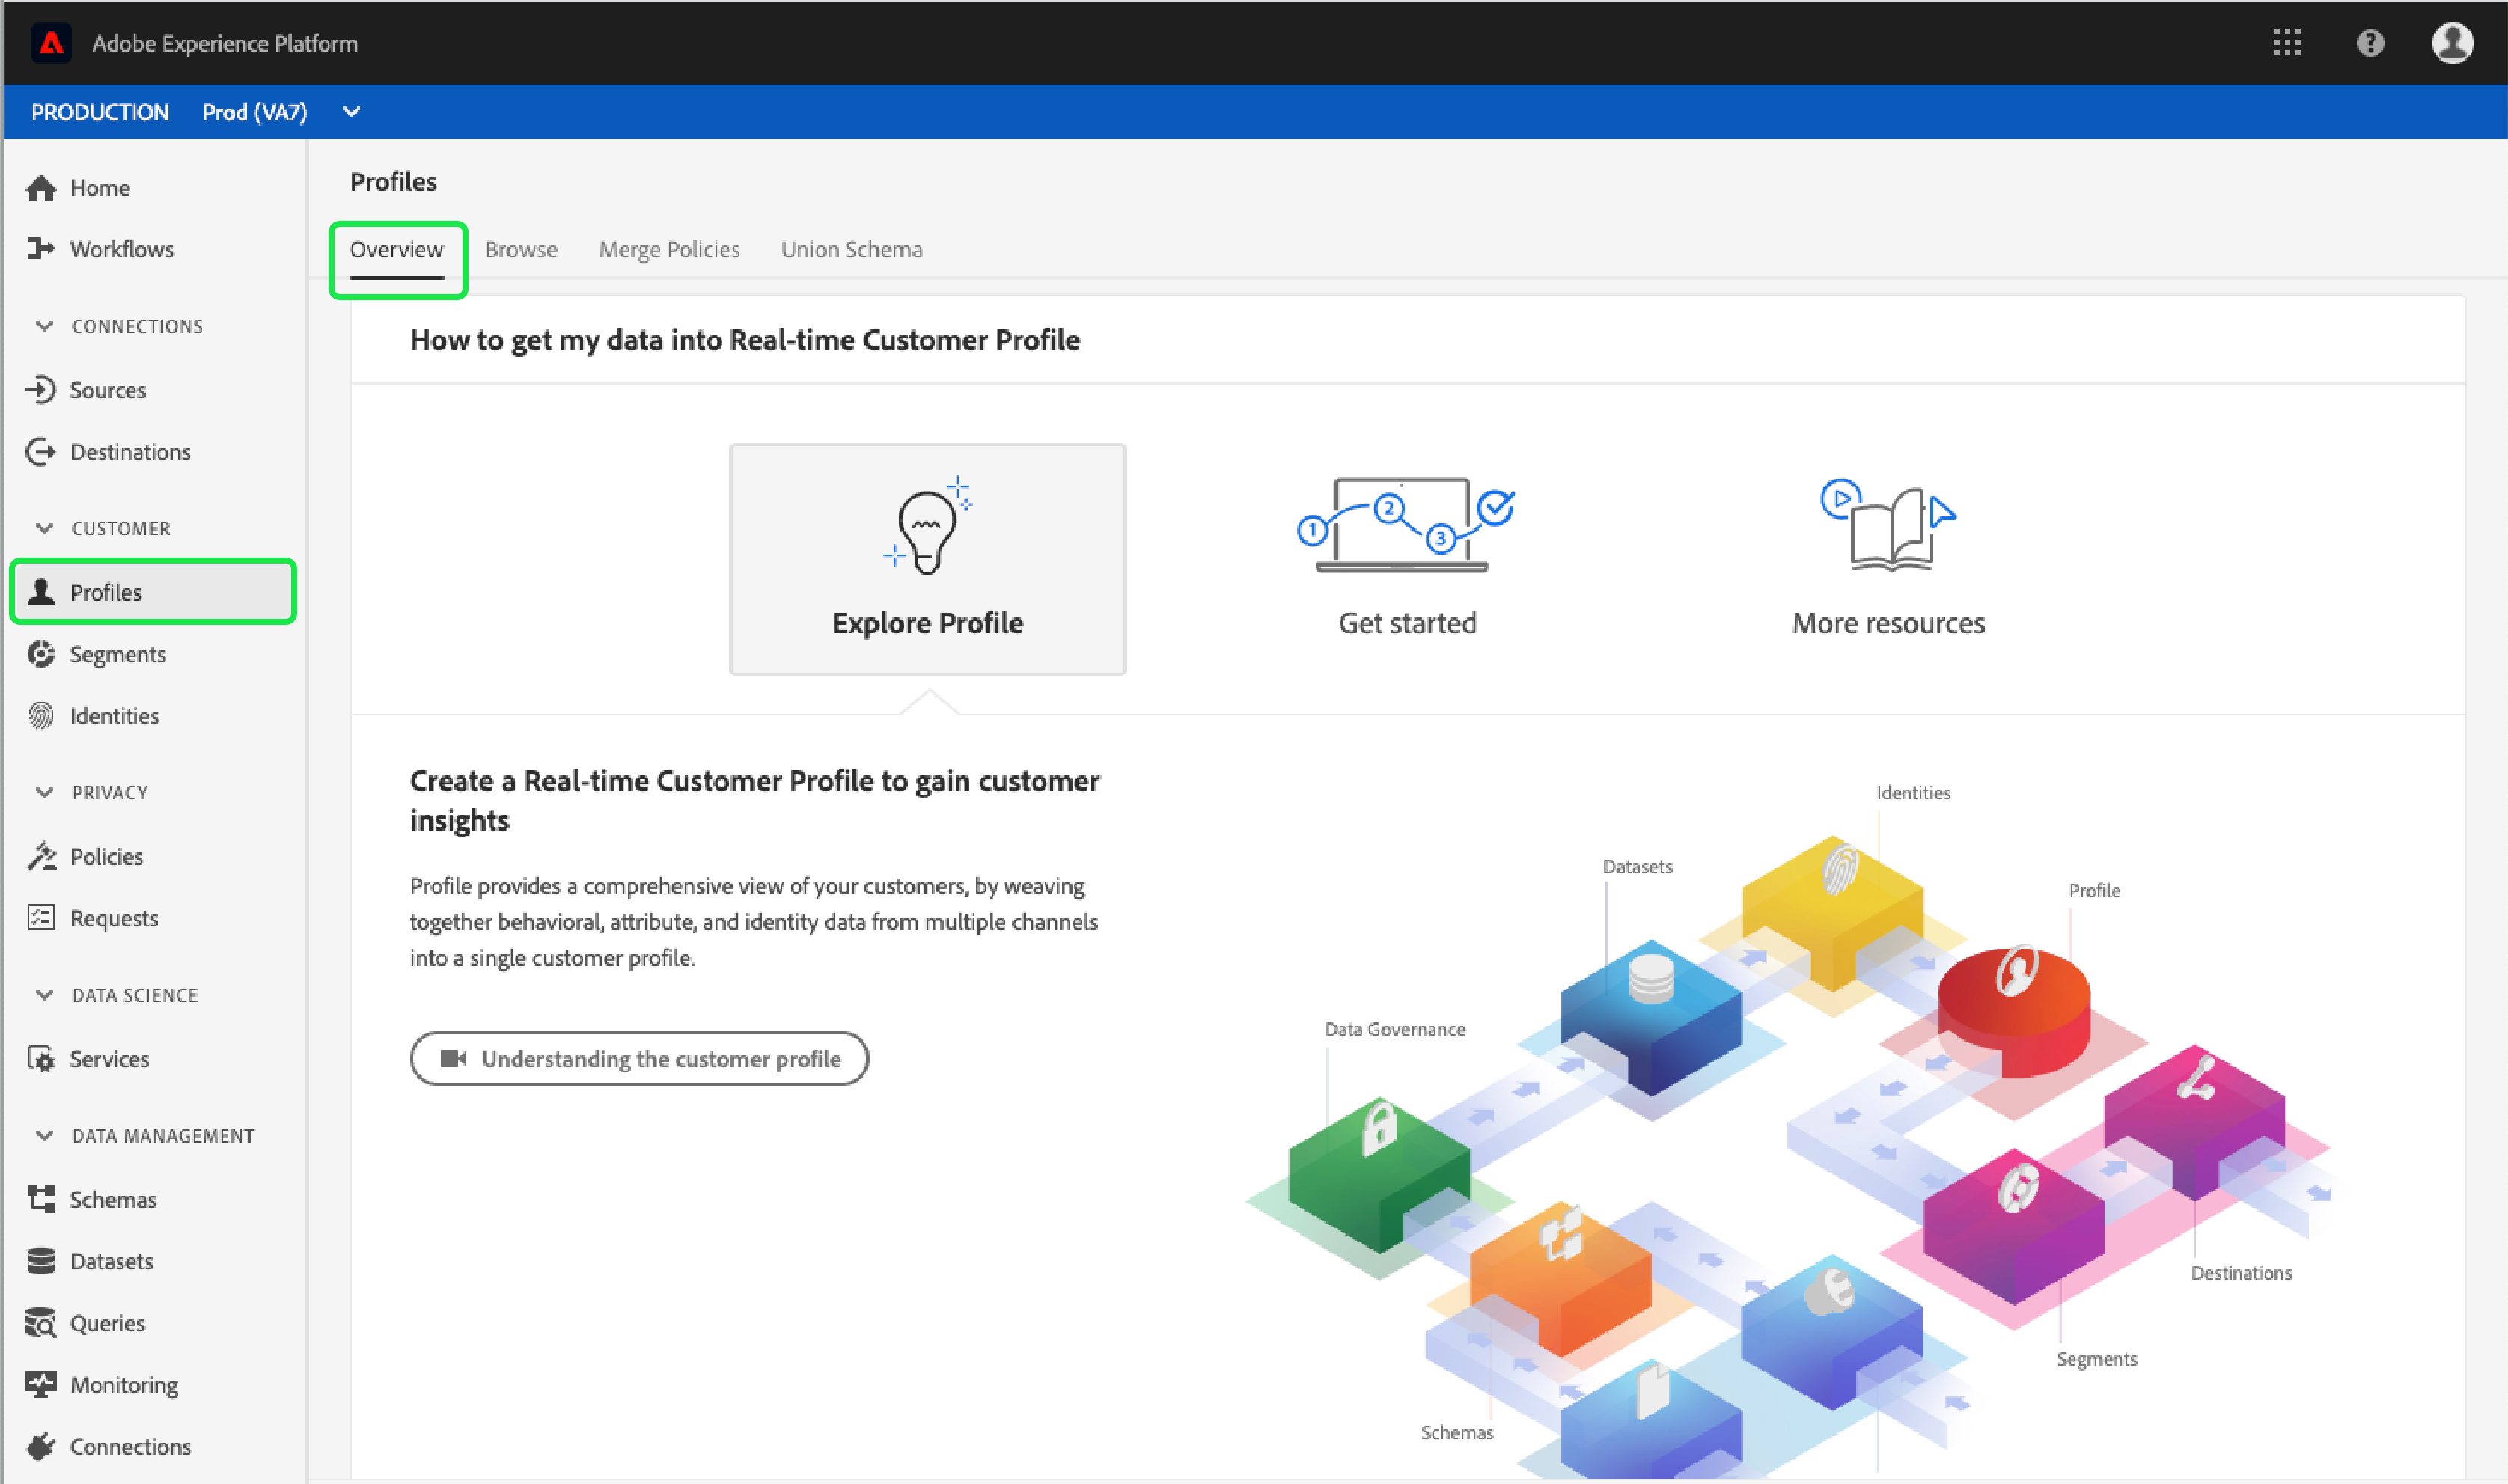 Adobe Experience Platform
PRODUCTION Prod (VA7)
Home
Workflows
CONNECTIONS
Sources
Destinations
CUSTOMER
Profiles
Segments
Identities
PRIVACY
Policies
Requests
DATA SCIENCE
Services
DATA MANAGEMENT
Schemas
Datasets
Queries
Monitoring
Connections
Profiles
Overview Browse Merge Policies Union Schema
How to get my data into Real-time Customer Profile
1 2 3
Explore Profile Get started More resources
Create a Real-time Customer Profile to gain customer
insights
Profile provides a comprehensive view of your customers, by weaving
together behavioral, attribute, and identity data from multiple channels
into a single customer profile.
Understanding the customer profile
Identities
Datasets
Profile
Data Governance
Destinations
Segments
Schemas